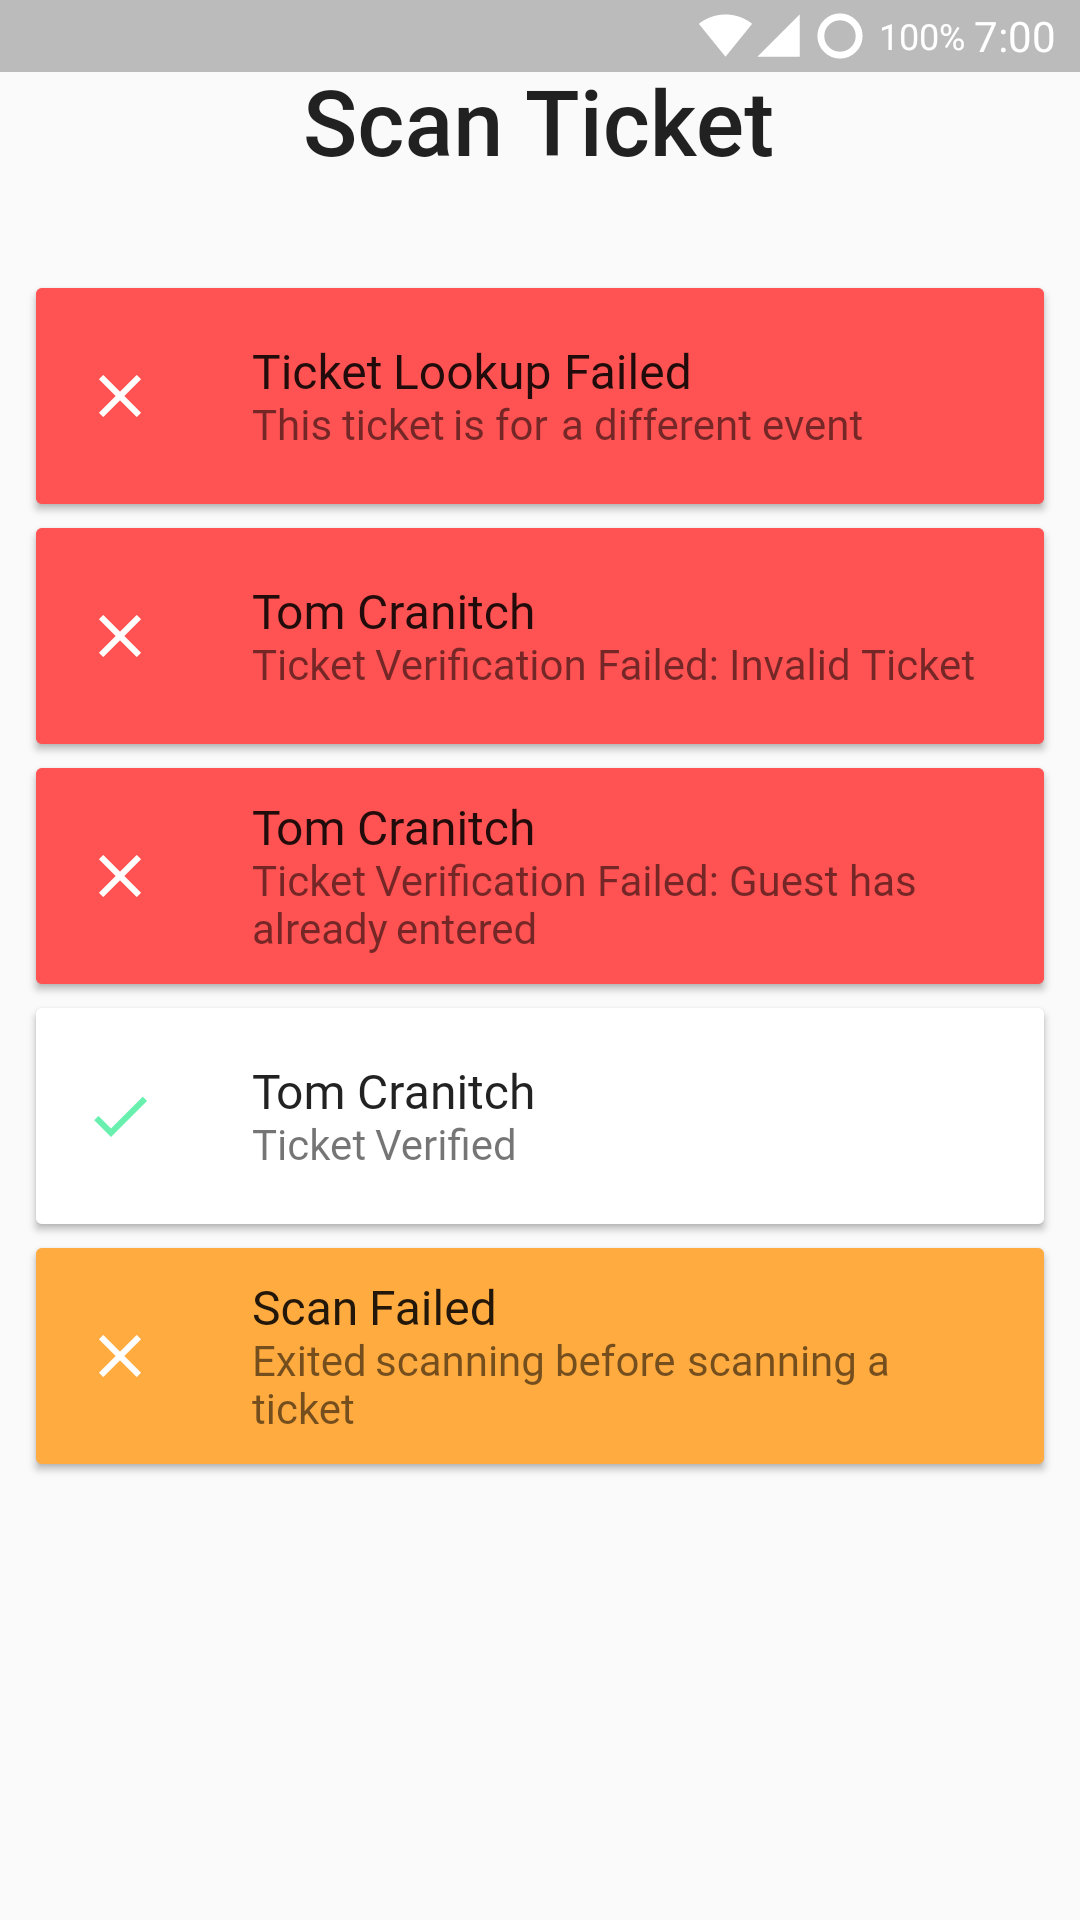 100% 7:00
Scan Ticket
Ticket Lookup Failed
This ticket is for a different event
Tom Cranitch
Ticket Verification Failed: Invalid Ticket
Tom Cranitch
Ticket Verification Failed: Guest has
already entered
Tom Cranitch
Ticket Verified
Scan Failed
Exited scanning before scanning a
ticket